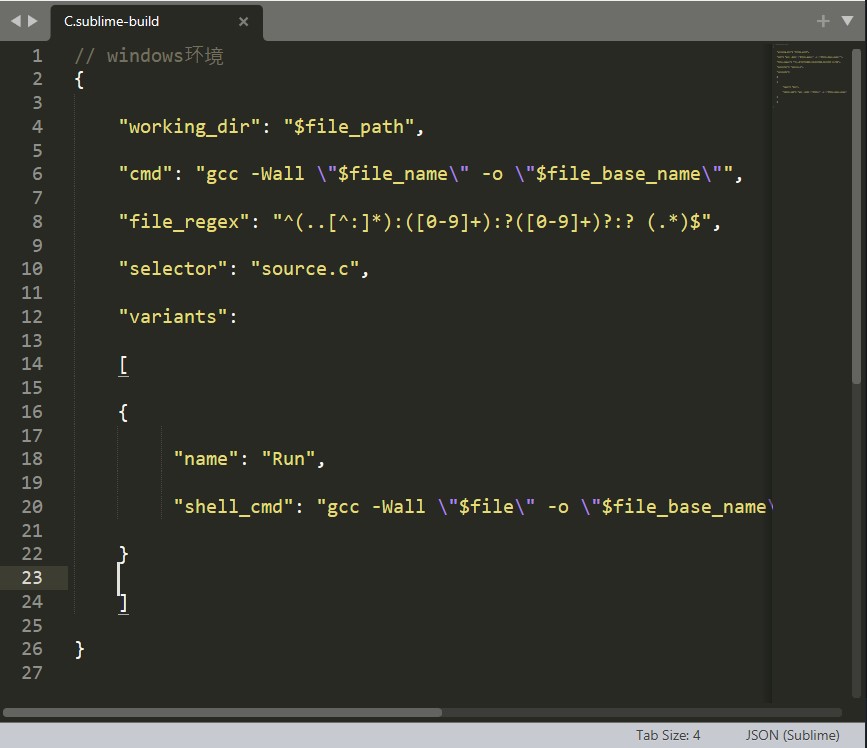 C.sublime-build
1 // windows环境
2 {
3
4 "working_dir": "$file_path",
5
6 "cmd": "gcc -Wall \"$file_name\" -o \"$file_base_name\"",
7
8 "file_regex": "^(..[^:]*):([0-9]+):?([0-9]+)?:? (.*)$",
9
10 "selector": "source.c",
11
12 "variants":
13
14 [
15
16 {
17
18 "name": "Run",
19
20 "shell_cmd": "gcc -Wall \"$file\" -o \"$file_base_name\
21
22 }
23
24 ]
25
26 }
27
Tab Size: 4 JSON (Sublime)